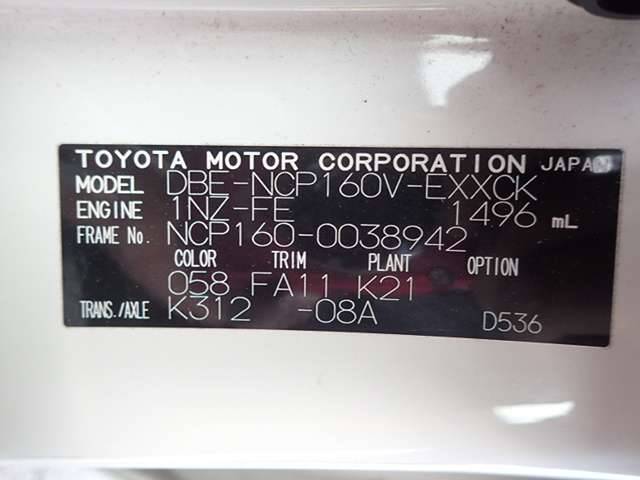 TOYOTA MOTOR CORPORATION JAPAN
MODEL DBE-NCP160V-EXXCK
ENGINE 1NZ-FE 1496 mL
FRAME No. NCP160-0038942
COLOR TRIM PLANT OPTION
058 FA11 K21
TRANS./AXLE K312 -08A D536